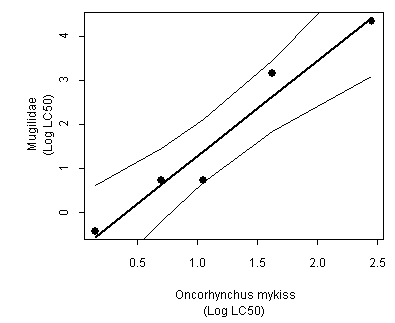 Mugilidae
(Log LC50)
4
3
2
1
0
0.5 1.0 1.5 2.0 2.5
Oncorhynchus mykiss
(Log LC50)